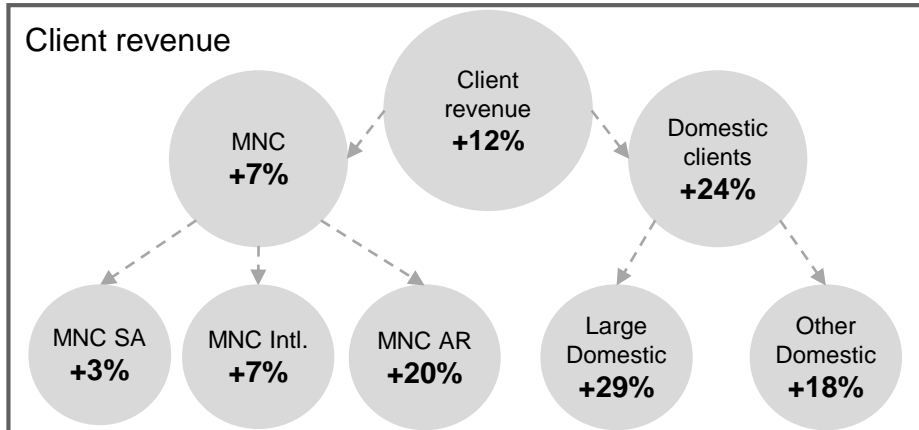 Client revenue
Client
revenue
+12%
MNC
+7%
Domestic
clients
+24%
MNC SA
+3%
MNC Intl.
+7%
MNC AR
+20%
Large
Domestic
+29%
Other
Domestic
+18%